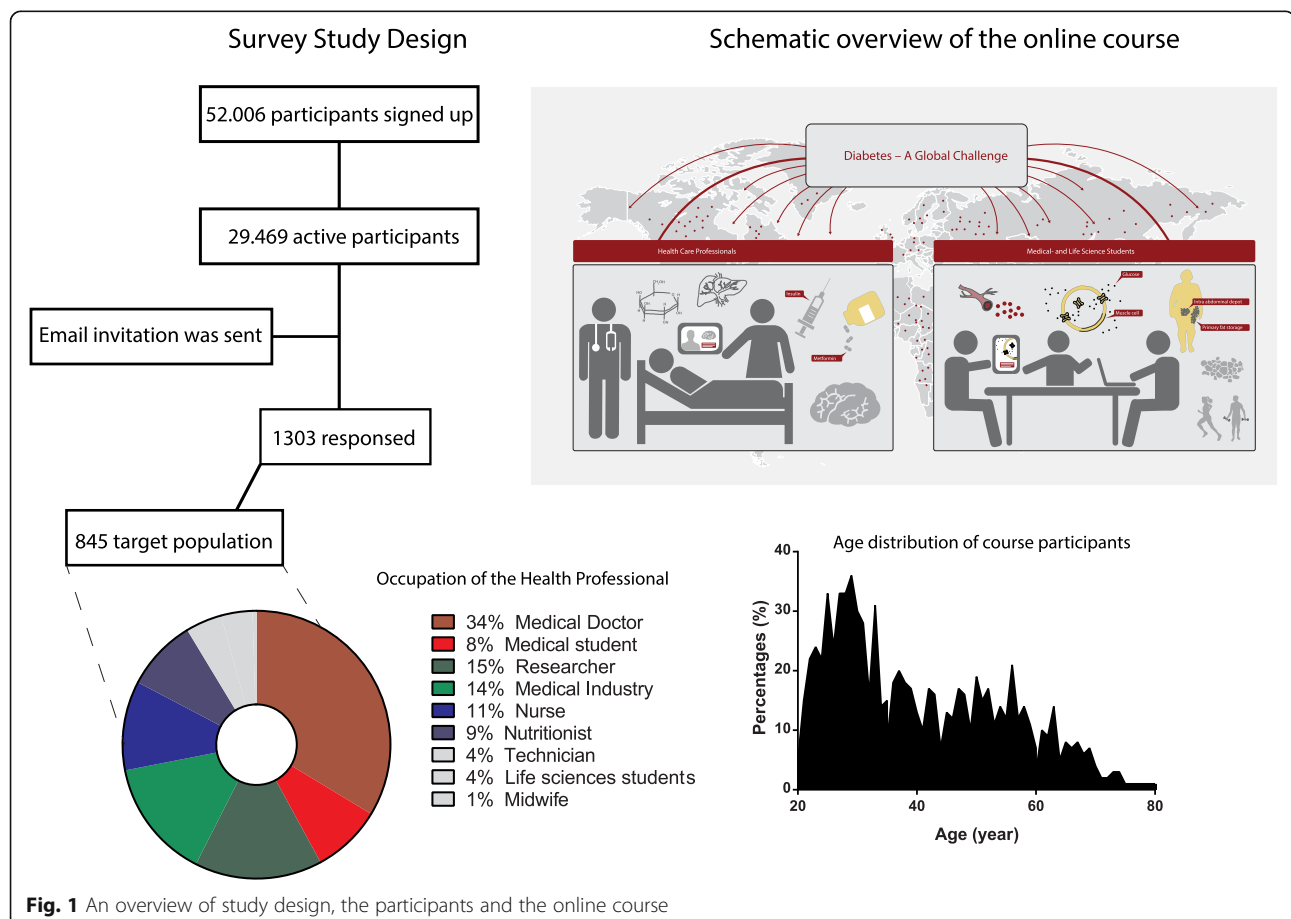 Survey Study Design
52.006 participants signed up
29.469 active participants
Email invitation was sent
1303 responsed
845 target population
Occupation of the Health Professional
34% Medical Doctor
8% Medical student
15% Researcher
14% Medical Industry
11% Nurse
9% Nutritionist
4% Technician
4% Life sciences students
1% Midwife
Schematic overview of the online course
Diabetes – A Global Challenge
Health Care Professionals
Insulin
Metformin
Medical- and Life Science Students
Glucose
Muscle cell
Intra abdominal depot
Primary fat storage
Age distribution of course participants
Percentages (%)
40
30
20
10
0
20 40 60 80
Age (year)
Fig. 1 An overview of study design, the participants and the online course